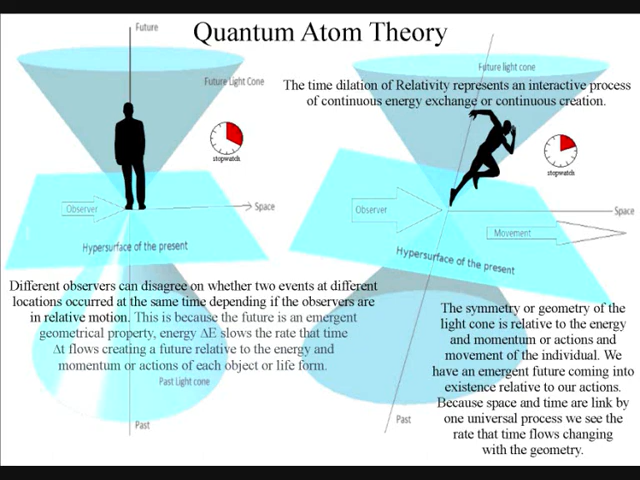 Quantum Atom Theory
Future
Future Light Cone
stopwatch
Observer
Space
Hypersurface of the present
Different observers can disagree on whether two events at different
locations occurred at the same time depending if the observers are
in relative motion. This is because the future is an emergent
geometrical property, energy ΔE slows the rate that time
Δt flows creating a future relative to the energy and
momentum or actions of each object or life form.
Past Light cone
Past
Future light cone
The time dilation of Relativity represents an interactive process
of continuous energy exchange or continuous creation.
stopwatch
Observer
Space
Movement
Hypersurface of the present
The symmetry or geometry of the
light cone is relative to the energy
and momentum or actions and
movement of the individual. We
have an emergent future coming into
existence relative to our actions.
Because space and time are link by
one universal process we see the
rate that time flows changing
with the geometry.
Past